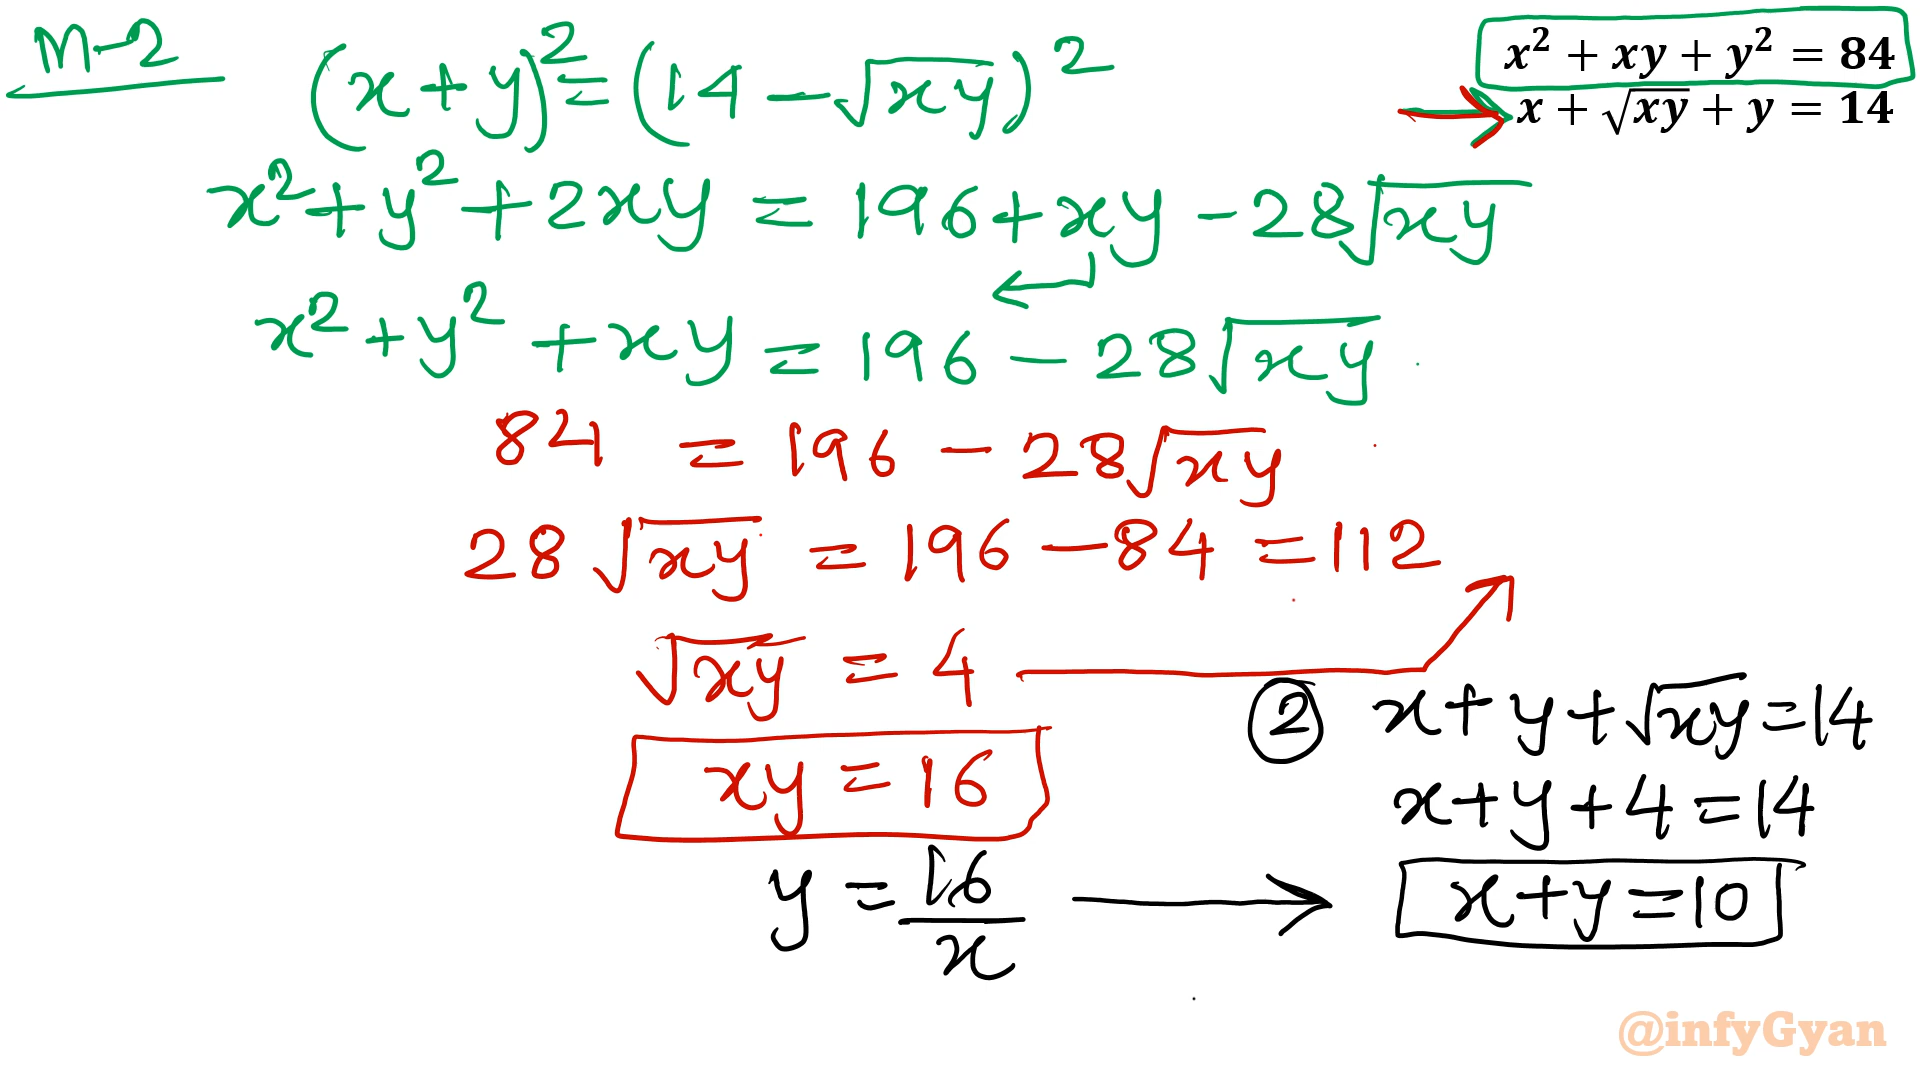 M-2
x² + xy + y² = 84
x + √xy + y = 14
(x+y)² = (14 - √xy)²
x² + y² + 2xy = 196 + xy - 28√xy
x² + y² + xy = 196 - 28√xy
84 = 196 - 28√xy
28√xy = 196 - 84 = 112
√xy = 4
xy = 16
y = 16/x
② x + y + √xy = 14
x + y + 4 = 14
x + y = 10
@infyGyan